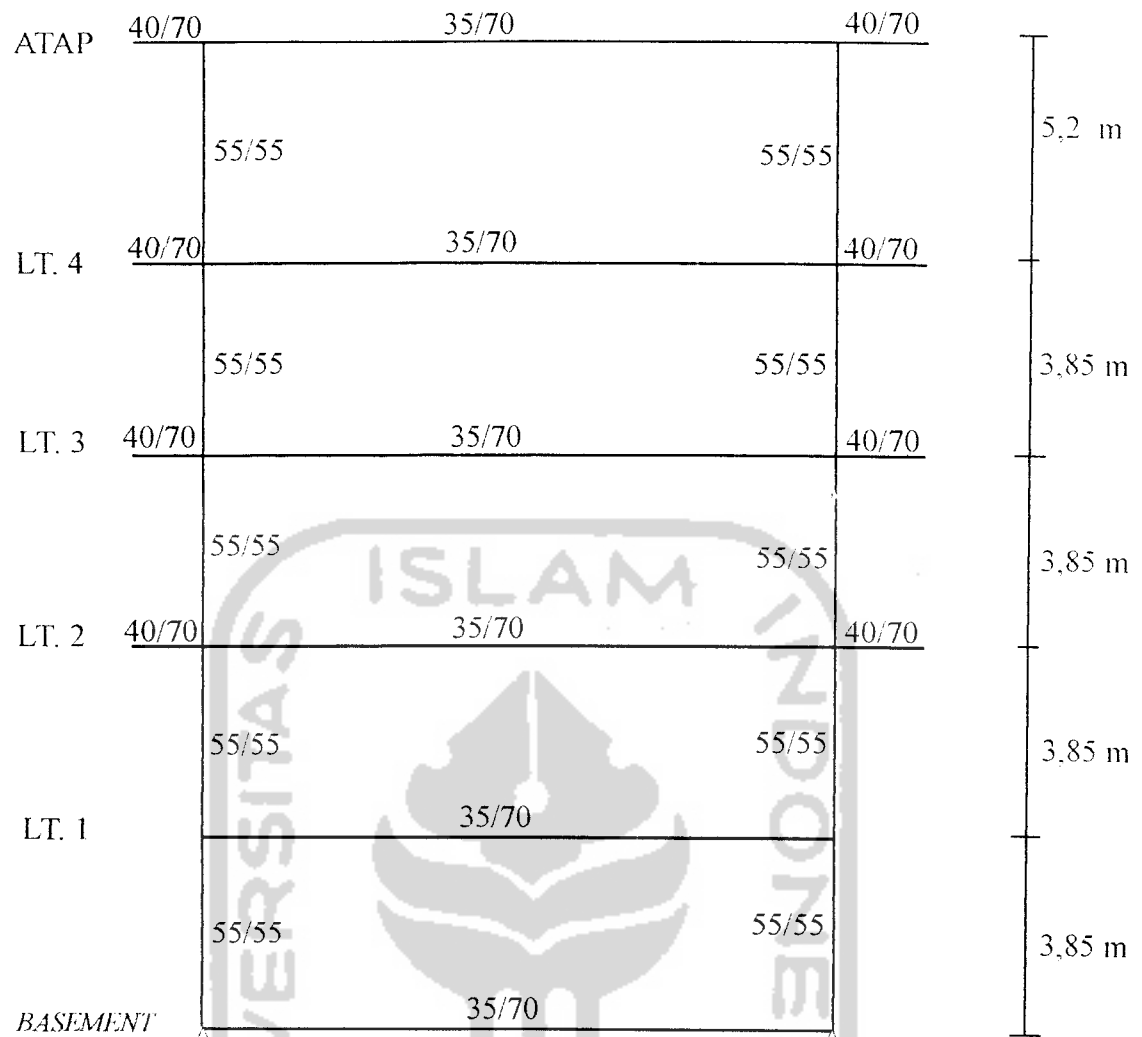 ATAP 40/70 35/70 40/70
5,2 m
55/55 55/55
LT. 4 40/70 35/70 40/70
55/55 55/55 3,85 m
LT. 3 40/70 35/70 40/70
55/55 ISLAM 55/55 3,85 m
LT. 2 40/70 35/70 40/70
55/55 55/55 3,85 m
LT. 1 35/70
55/55 55/55 3,85 m
BASEMENT 35/70
VERSITAS
INDONE